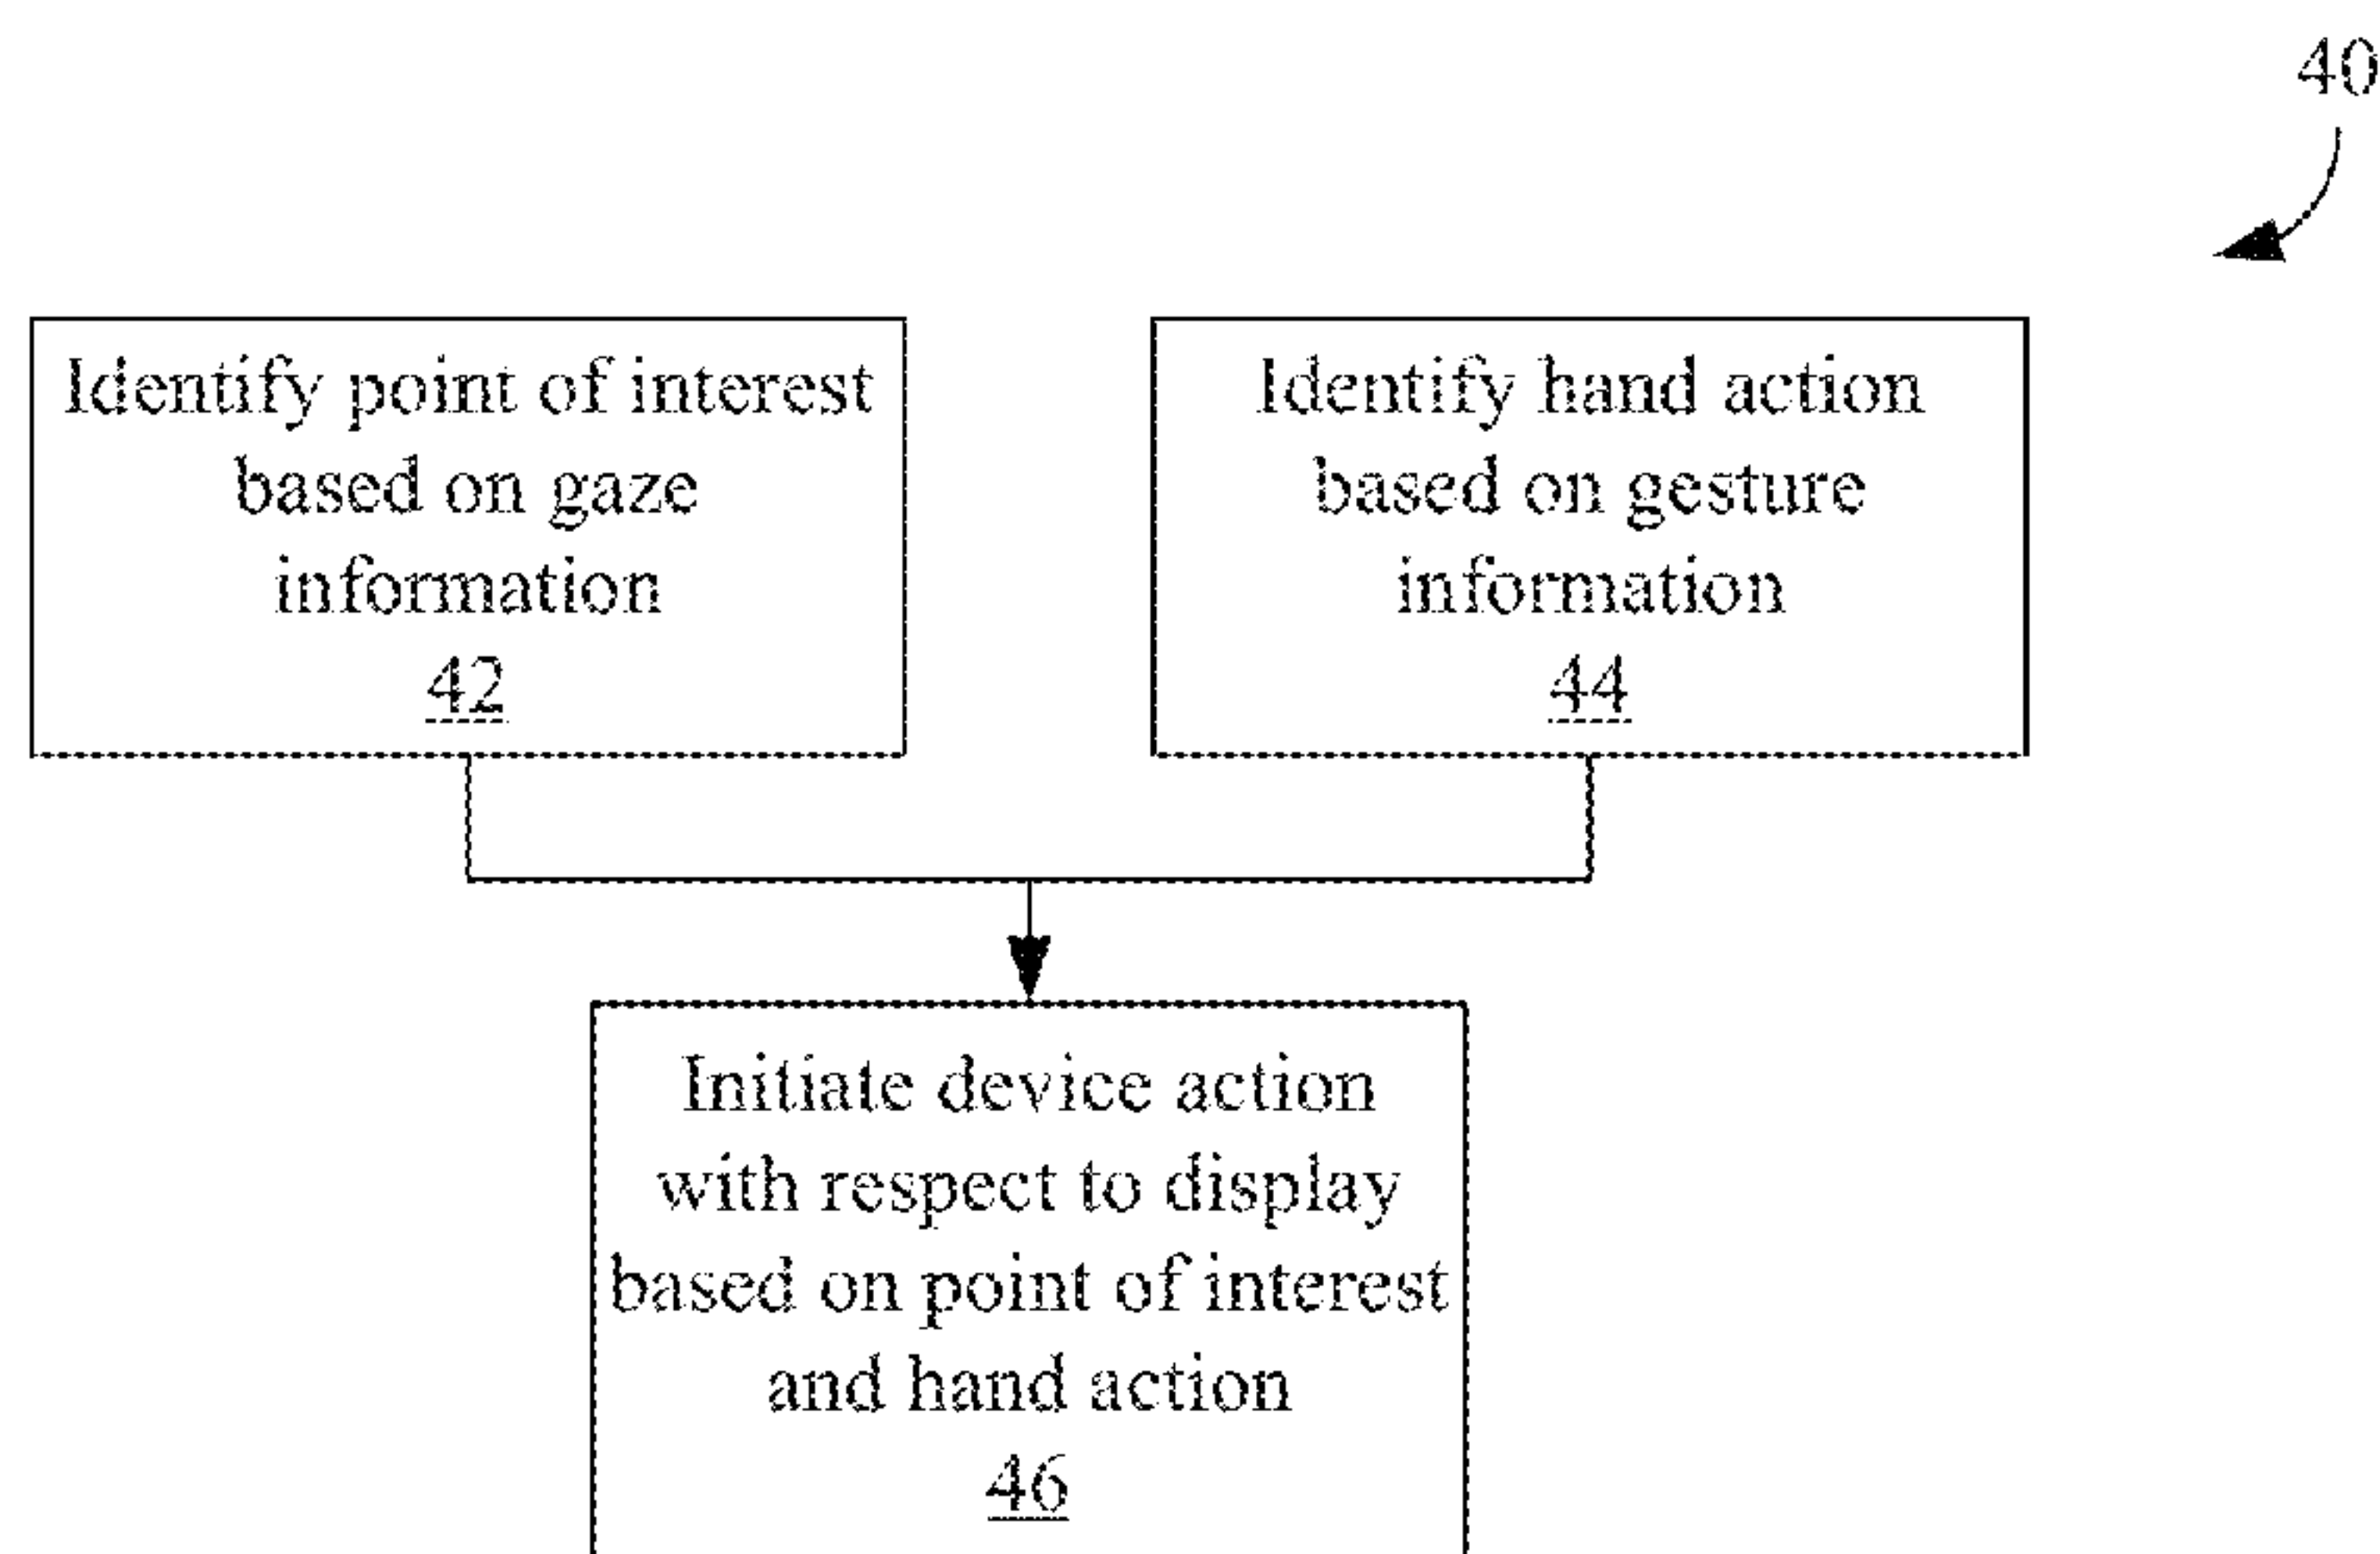 40
Identify point of interest
based on gaze
information
42
Identify hand action
based on gesture
information
44
Initiate device action
with respect to display
based on point of interest
and hand action
46